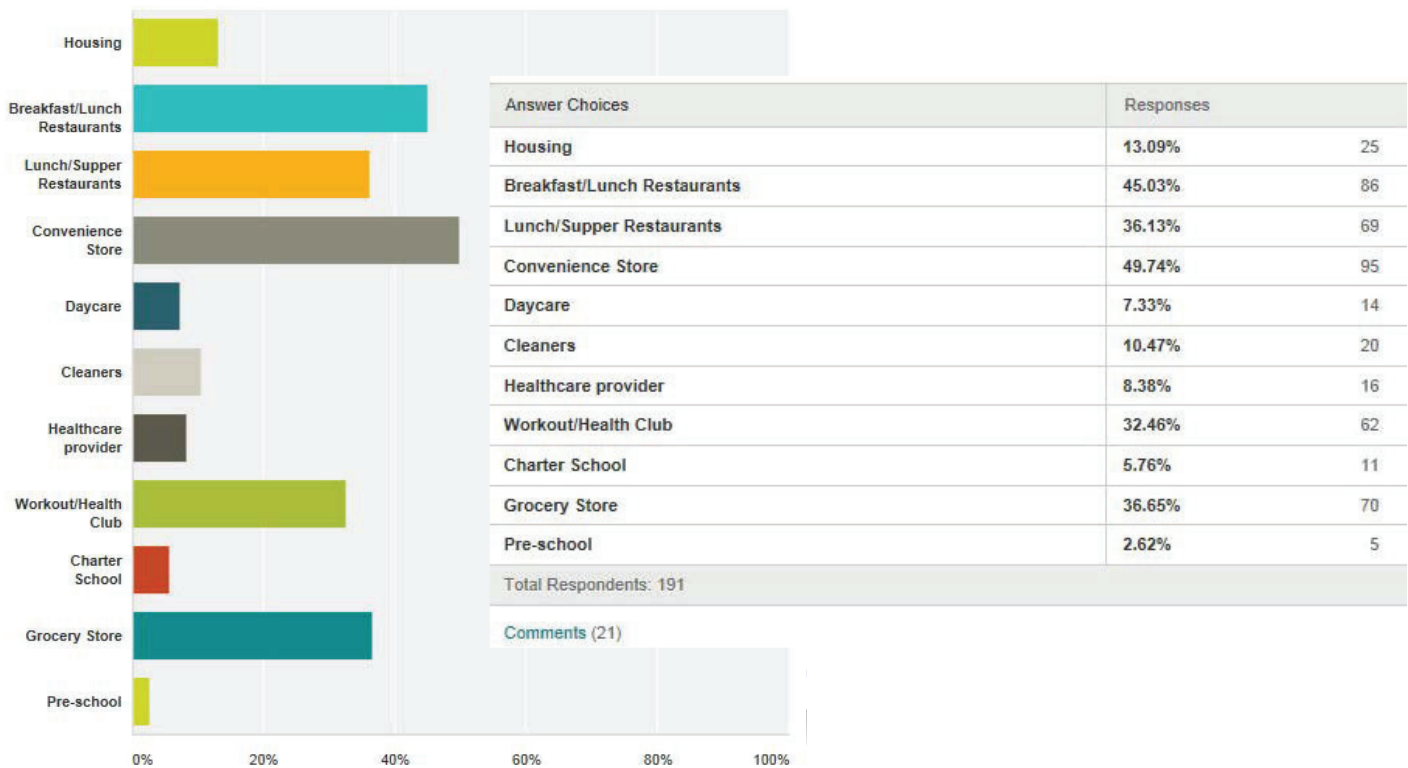 Housing
Breakfast/Lunch
Restaurants
Lunch/Supper
Restaurants
Convenience
Store
Daycare
Cleaners
Healthcare
provider
Workout/Health
Club
Charter
School
Grocery Store
Pre-school
0% 20% 40% 60% 80% 100%
Answer Choices Responses
Housing 13.09% 25
Breakfast/Lunch Restaurants 45.03% 86
Lunch/Supper Restaurants 36.13% 69
Convenience Store 49.74% 95
Daycare 7.33% 14
Cleaners 10.47% 20
Healthcare provider 8.38% 16
Workout/Health Club 32.46% 62
Charter School 5.76% 11
Grocery Store 36.65% 70
Pre-school 2.62% 5
Total Respondents: 191
Comments (21)